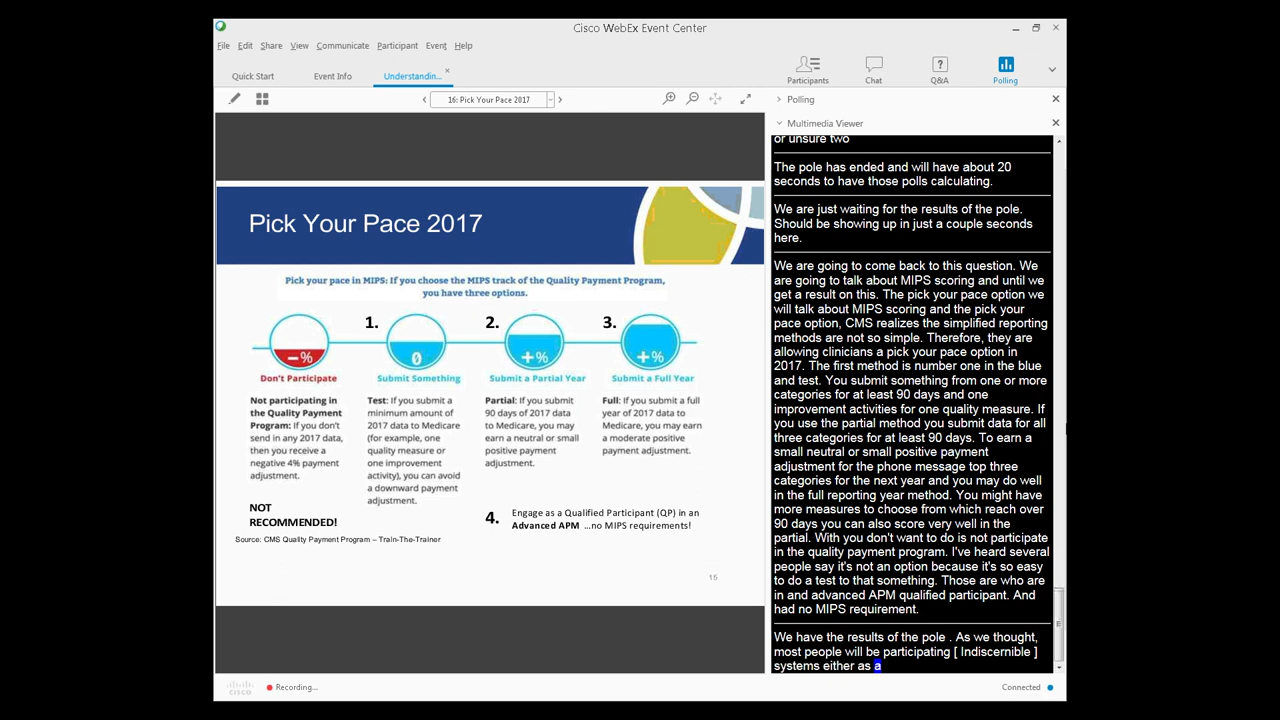 Cisco WebEx Event Center
File Edit Share View Communicate Participant Event Help
Quick Start Event Info Understandin...
Participants Chat Q&A Polling
16: Pick Your Pace 2017
Pick Your Pace 2017
Pick your pace in MIPS: If you choose the MIPS track of the Quality Payment Program,
you have three options.
1. 2. 3.
–% 0 +% +%
Don't Participate
Not participating in
the Quality Payment
Program: If you don't
send in any 2017 data,
then you receive a
negative 4% payment
adjustment.
NOT
RECOMMENDED!
Submit Something
Test: If you submit a
minimum amount of
2017 data to Medicare
(for example, one
quality measure or
one improvement
activity), you can avoid
a downward payment
adjustment.
Submit a Partial Year
Partial: If you submit
90 days of 2017 data
to Medicare, you may
earn a neutral or small
positive payment
adjustment.
Submit a Full Year
Full: If you submit a full
year of 2017 data to
Medicare, you may earn
a moderate positive
payment adjustment.
4. Engage as a Qualified Participant (QP) in an
Advanced APM ...no MIPS requirements!
Source: CMS Quality Payment Program – Train-The-Trainer
15
Polling
Multimedia Viewer
or unsure two
The pole has ended and will have about 20
seconds to have those polls calculating.
We are just waiting for the results of the pole.
Should be showing up in just a couple seconds
here.
We are going to come back to this question. We
are going to talk about MIPS scoring and until we
get a result on this. The pick your pace option we
will talk about MIPS scoring and the pick your
pace option, CMS realizes the simplified reporting
methods are not so simple. Therefore, they are
allowing clinicians a pick your pace option in
2017. The first method is number one in the blue
and test. You submit something from one or more
categories for at least 90 days and one
improvement activities for one quality measure. If
you use the partial method you submit data for all
three categories for at least 90 days. To earn a
small neutral or small positive payment
adjustment for the phone message top three
categories for the next year and you may do well
in the full reporting year method. You might have
more measures to choose from which reach over
90 days you can also score very well in the
partial. With you don't want to do is not participate
in the quality payment program. I've heard several
people say it's not an option because it's so easy
to do a test to that something. Those are who are
in and advanced APM qualified participant. And
had no MIPS requirement.
We have the results of the pole . As we thought,
most people will be participating [ Indiscernible ]
systems either as a
cisco
Recording...
Connected